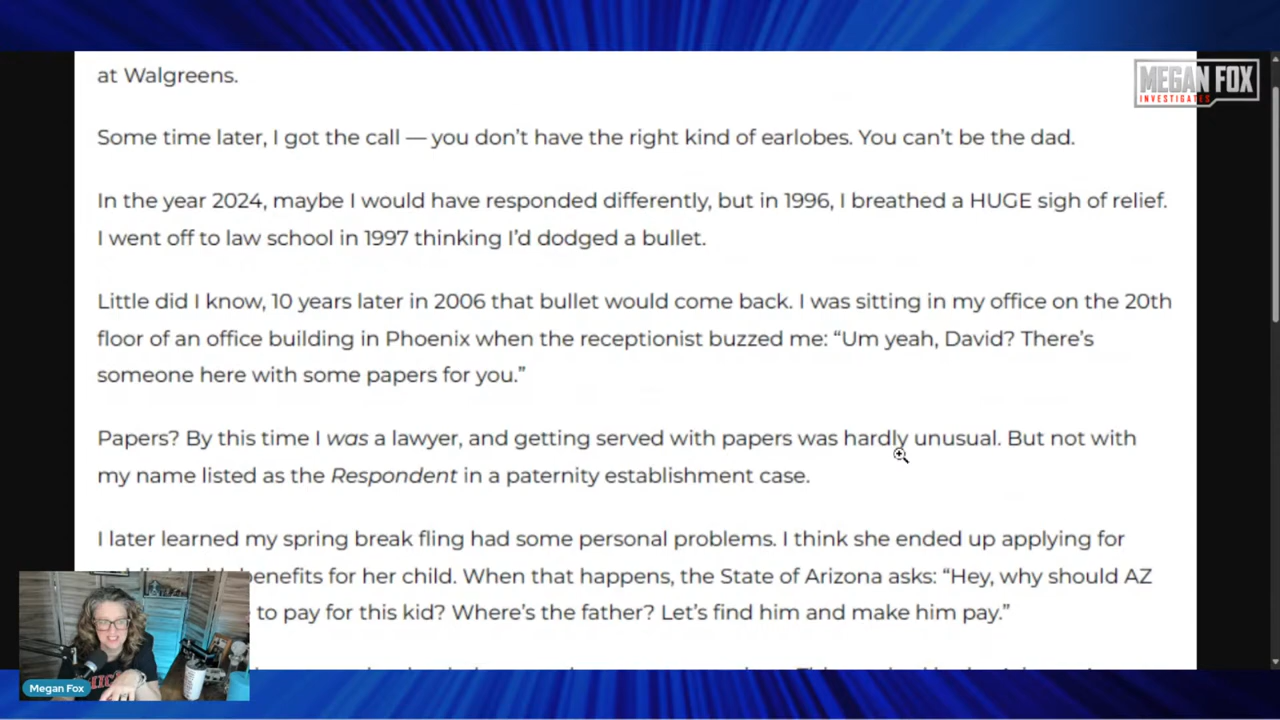 at Walgreens.
MEGAN FOX
INVESTIGATES
Some time later, I got the call — you don’t have the right kind of earlobes. You can’t be the dad.
In the year 2024, maybe I would have responded differently, but in 1996, I breathed a HUGE sigh of relief.
I went off to law school in 1997 thinking I’d dodged a bullet.
Little did I know, 10 years later in 2006 that bullet would come back. I was sitting in my office on the 20th
floor of an office building in Phoenix when the receptionist buzzed me: “Um yeah, David? There’s
someone here with some papers for you.”
Papers? By this time I was a lawyer, and getting served with papers was hardly unusual. But not with
my name listed as the Respondent in a paternity establishment case.
I later learned my spring break fling had some personal problems. I think she ended up applying for
benefits for her child. When that happens, the State of Arizona asks: “Hey, why should AZ
to pay for this kid? Where’s the father? Let’s find him and make him pay.”
Megan Fox